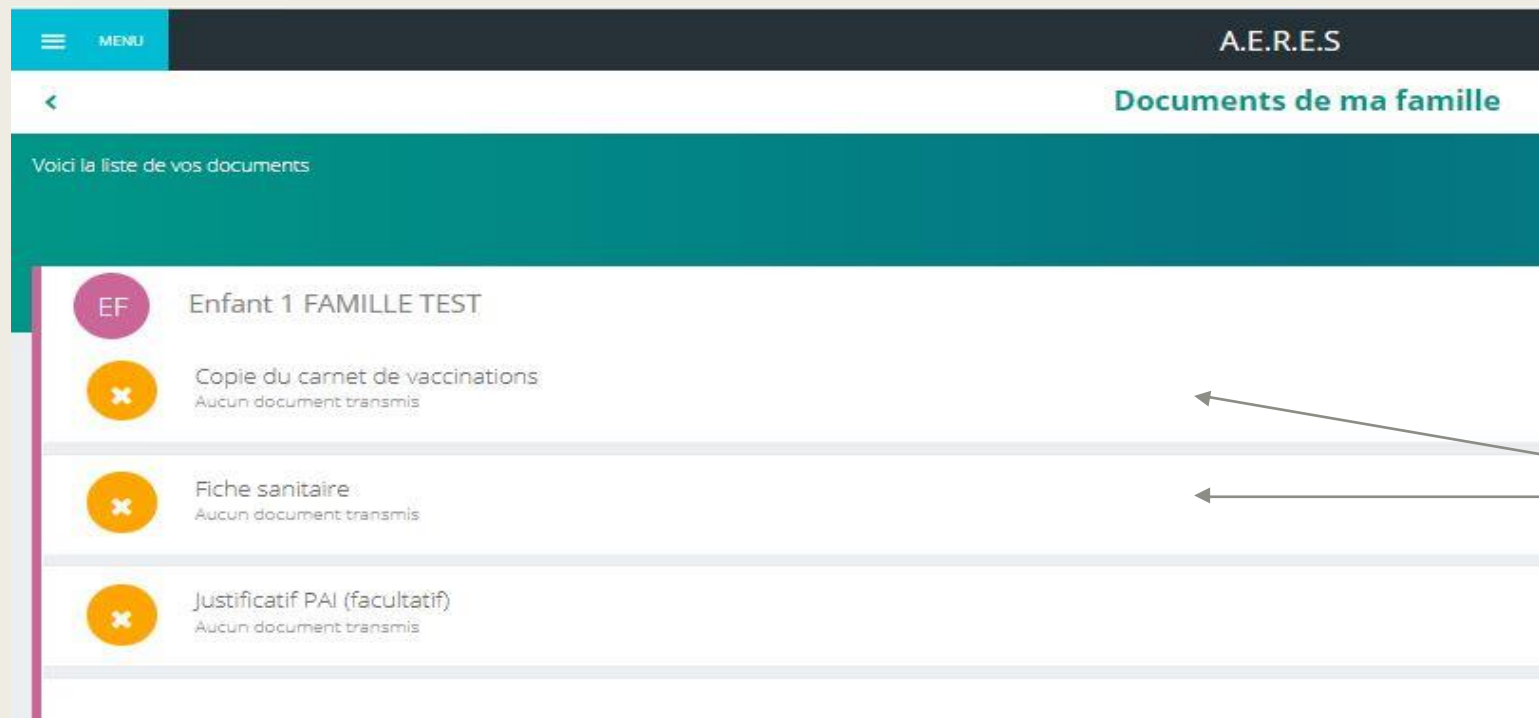 MENU
A.E.R.E.S
Documents de ma famille
Voici la liste de vos documents
EF
Enfant 1 FAMILLE TEST
Copie du carnet de vaccinations
Aucun document transmis
Fiche sanitaire
Aucun document transmis
Justificatif PAI (facultatif)
Aucun document transmis